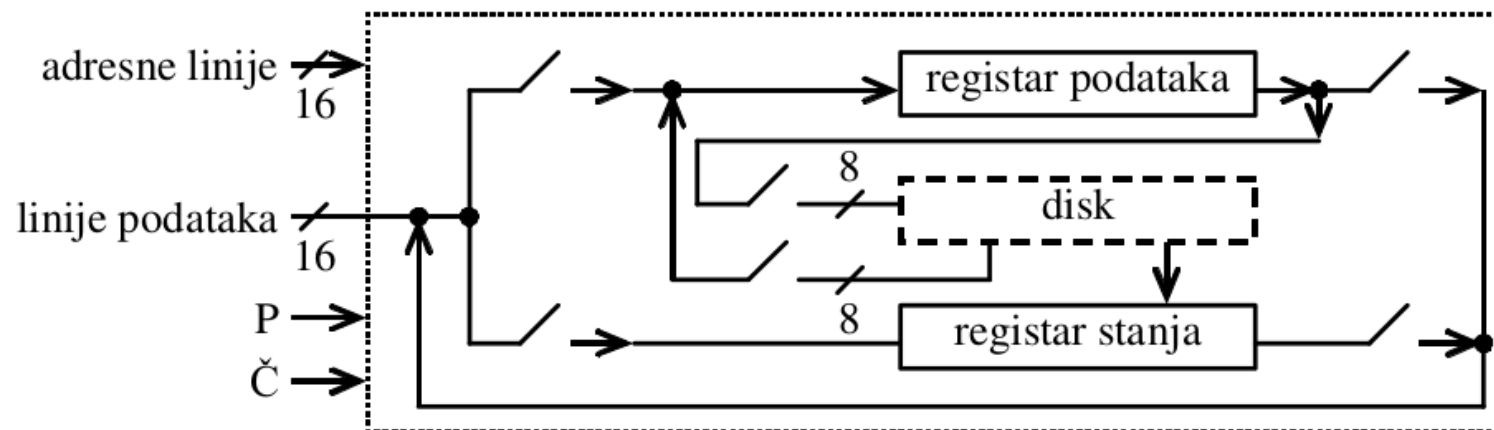 adresne linije
16
registar podataka
8
disk
linije podataka
16
8
P
registar stanja
Č